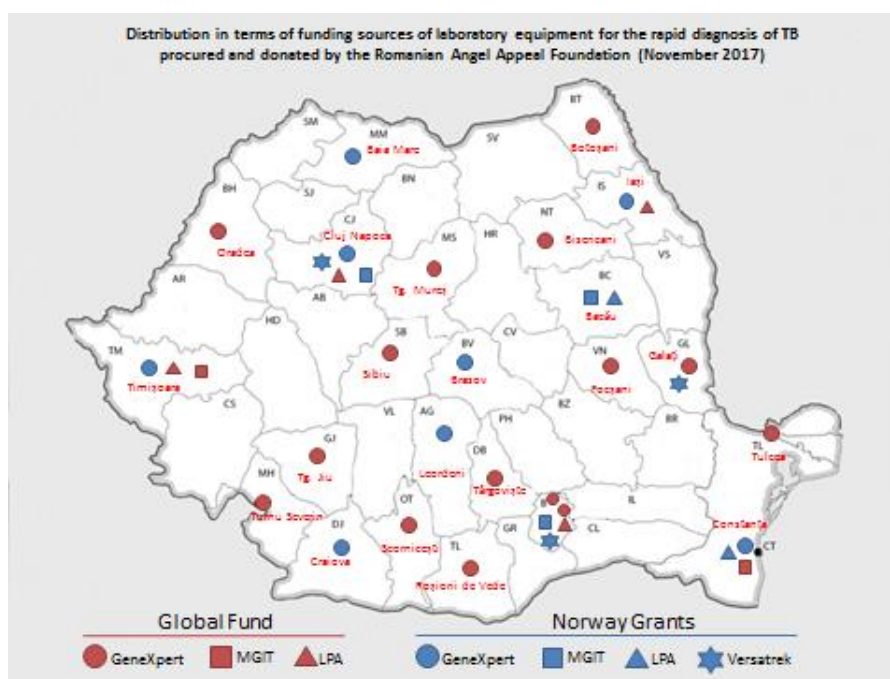 Distribution in terms of funding sources of laboratory equipment for the rapid diagnosis of TB
procured and donated by the Romanian Angel Appeal Foundation (November 2017)
BT
Botoșani
SM
MM
Baia Mare
SV
BN
IS
Iași
BH
SJ
CJ
Cluj Napoca
NT
Bisericani
Oradea
MS
HR
Tg. Mureș
VS
BC
Bacău
AR
AB
HD
SB
Sibiu
BV
Brasov
CV
VN
Focșani
GL
Galați
TM
Timișoara
CS
VL
AG
Leordeni
PH
BZ
BR
GJ
Tg. Jiu
DB
Târgoviște
TL
Tulcea
MH
Turnu Severin
OT
Scornicești
B
IL
Constanța
DJ
Craiova
TL
Roșiori de Vede
GR
CL
CT
Global Fund
Norway Grants
GeneXpert
MGIT
LPA
GeneXpert
MGIT
LPA
Versatrek